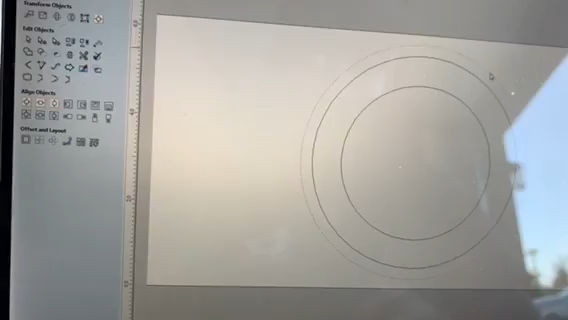 Transform Objects
Edit Objects
Align Objects
Offset and Layout